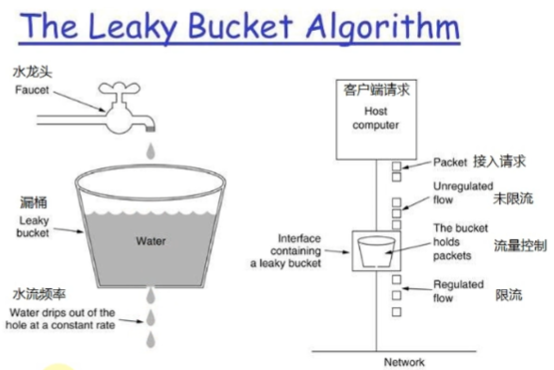 The Leaky Bucket Algorithm
水龙头
Faucet
漏桶
Leaky
bucket
Water
水流频率
Water drips out of the
hole at a constant rate
客户端请求
Host
computer
Packet 接入请求
Unregulated
flow
未限流
Interface
containing
a leaky bucket
The bucket
holds
packets
流量控制
Regulated
flow
限流
Network